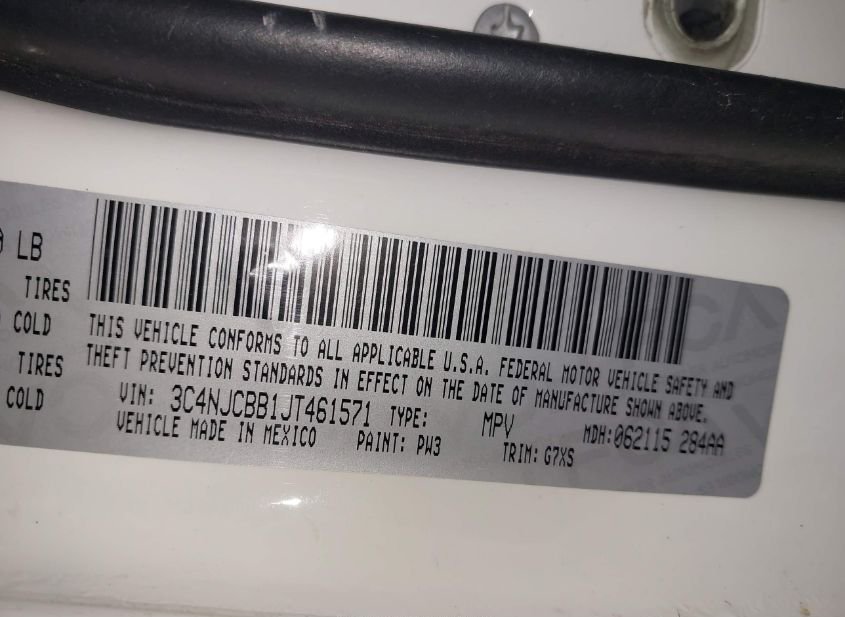 LB
TIRES
COLD
TIRES
COLD
THIS VEHICLE CONFORMS TO ALL APPLICABLE U.S.A. FEDERAL MOTOR VEHICLE SAFETY AND
THEFT PREVENTION STANDARDS IN EFFECT ON THE DATE OF MANUFACTURE SHOWN ABOVE.
VIN: 3C4NJCBB1JT461571 TYPE: MPV MDH:062115 284AA
VEHICLE MADE IN MEXICO PAINT: PW3 TRIM: G7XS